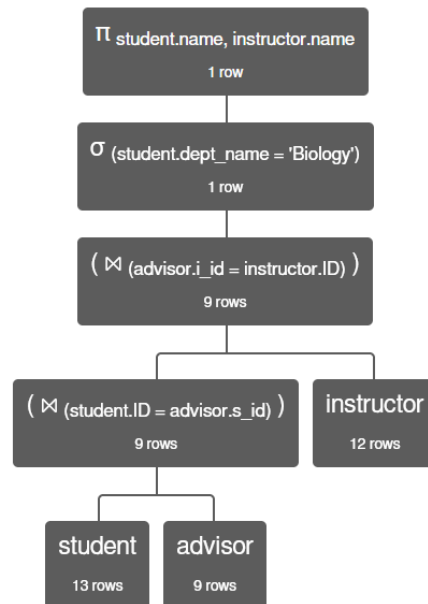 π student.name, instructor.name
1 row
σ (student.dept_name = 'Biology')
1 row
( ⋈ (advisor.i_id = instructor.ID) )
9 rows
( ⋈ (student.ID = advisor.s_id) )
9 rows
instructor
12 rows
student
13 rows
advisor
9 rows